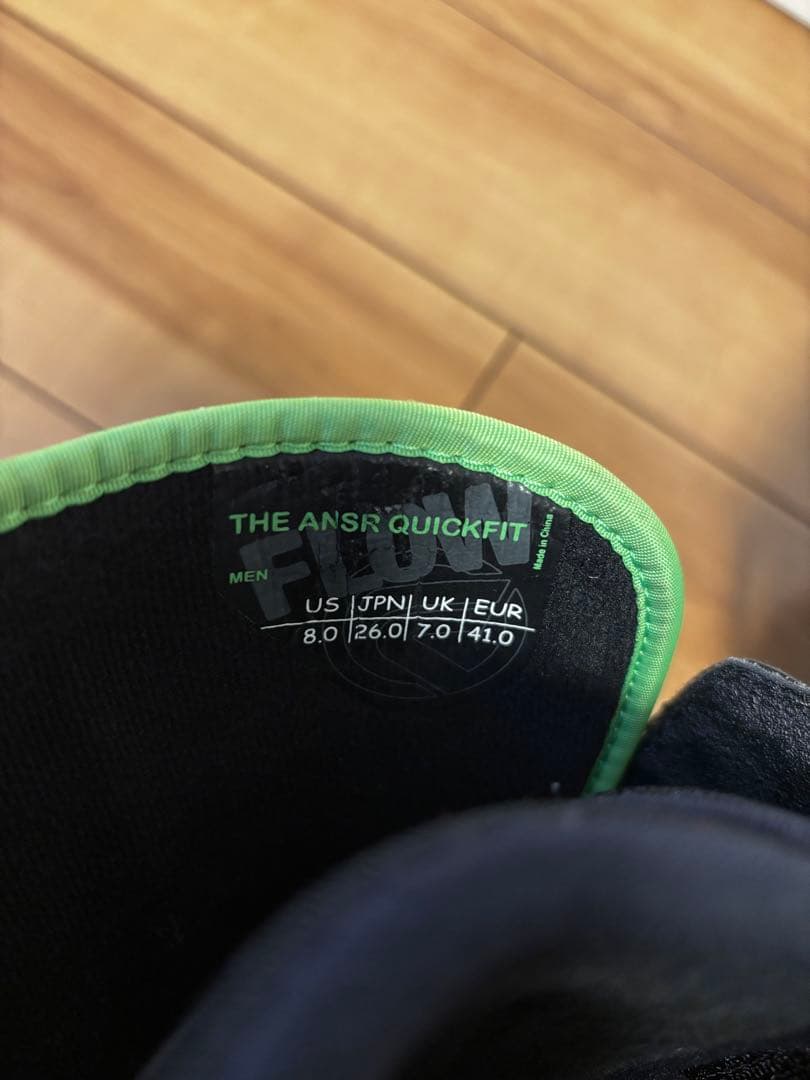 THE ANSR QUICKFIT
FLOW
Made in China
MEN
US JPN UK EUR
8.0 26.0 7.0 41.0